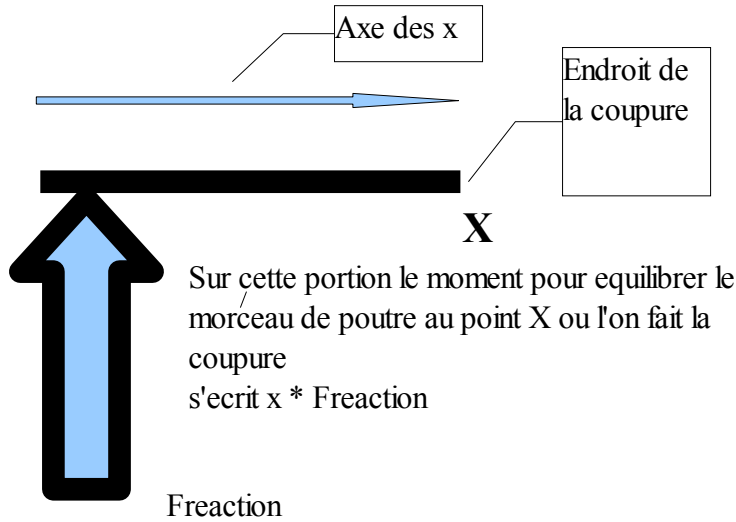 Axe des x
Endroit de
la coupure
X
Sur cette portion le moment pour equilibrer le
morceau de poutre au point X ou l'on fait la
coupure
s'ecrit x * Freaction
Freaction